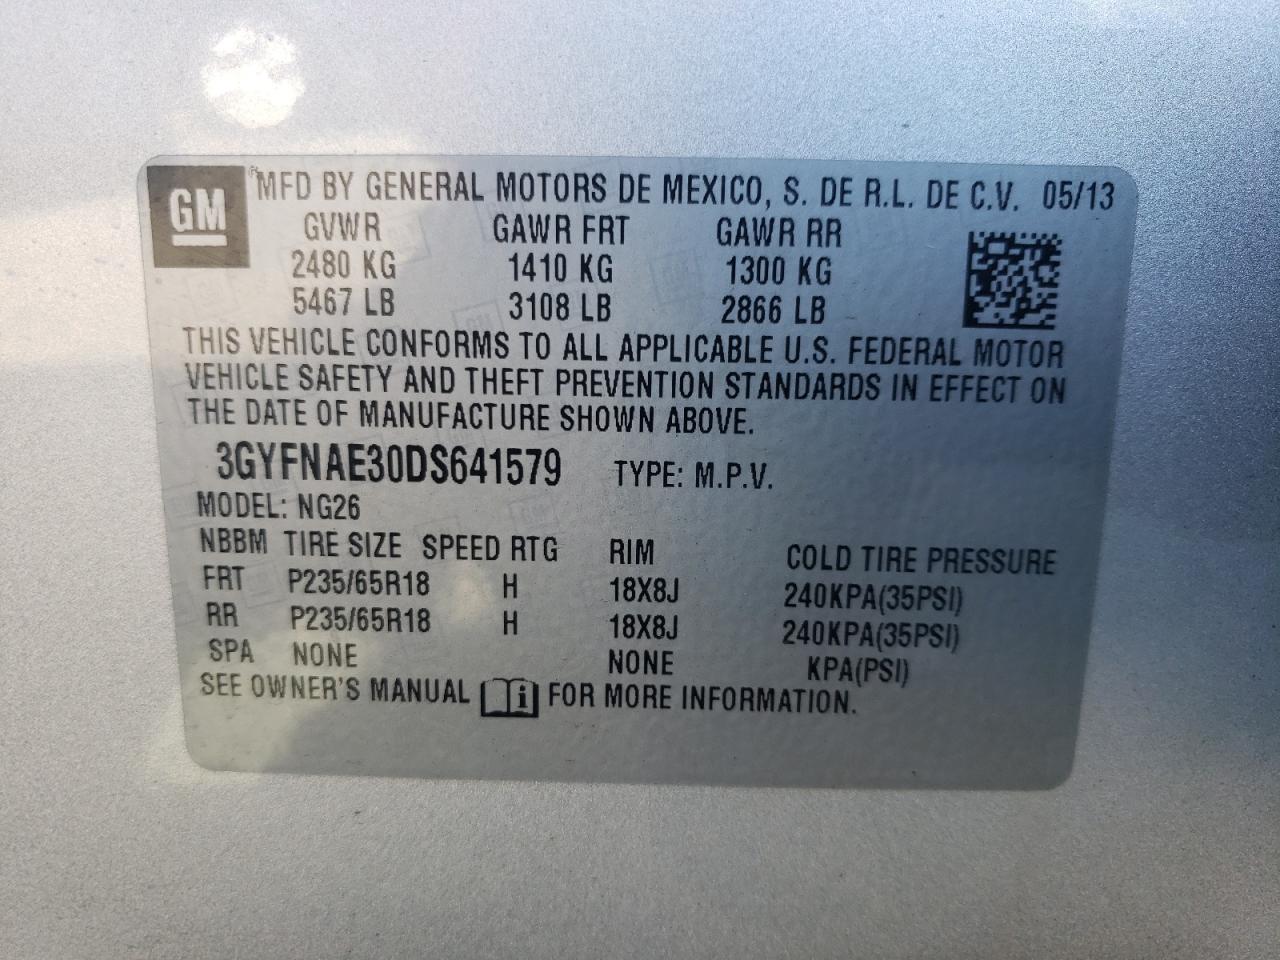 GM MFD BY GENERAL MOTORS DE MEXICO, S. DE R.L. DE C.V. 05/13
GVWR GAWR FRT GAWR RR
2480 KG 1410 KG 1300 KG
5467 LB 3108 LB 2866 LB
THIS VEHICLE CONFORMS TO ALL APPLICABLE U.S. FEDERAL MOTOR
VEHICLE SAFETY AND THEFT PREVENTION STANDARDS IN EFFECT ON
THE DATE OF MANUFACTURE SHOWN ABOVE.
3GYFNAE30DS641579 TYPE: M.P.V.
MODEL: NG26
NBBM TIRE SIZE SPEED RTG RIM COLD TIRE PRESSURE
FRT P235/65R18 H 18X8J 240KPA(35PSI)
RR P235/65R18 H 18X8J 240KPA(35PSI)
SPA NONE NONE KPA(PSI)
SEE OWNER'S MANUAL i FOR MORE INFORMATION.